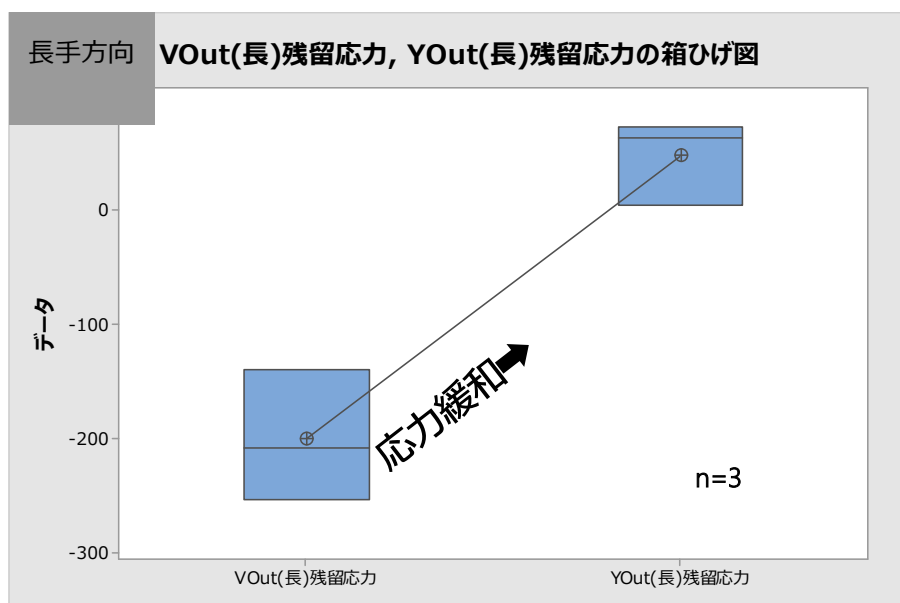 長手方向
VOut(長)残留応力, YOut(長)残留応力の箱ひげ図
0
-100
-200
-300
データ
応力緩和
n=3
VOut(長)残留応力
YOut(長)残留応力